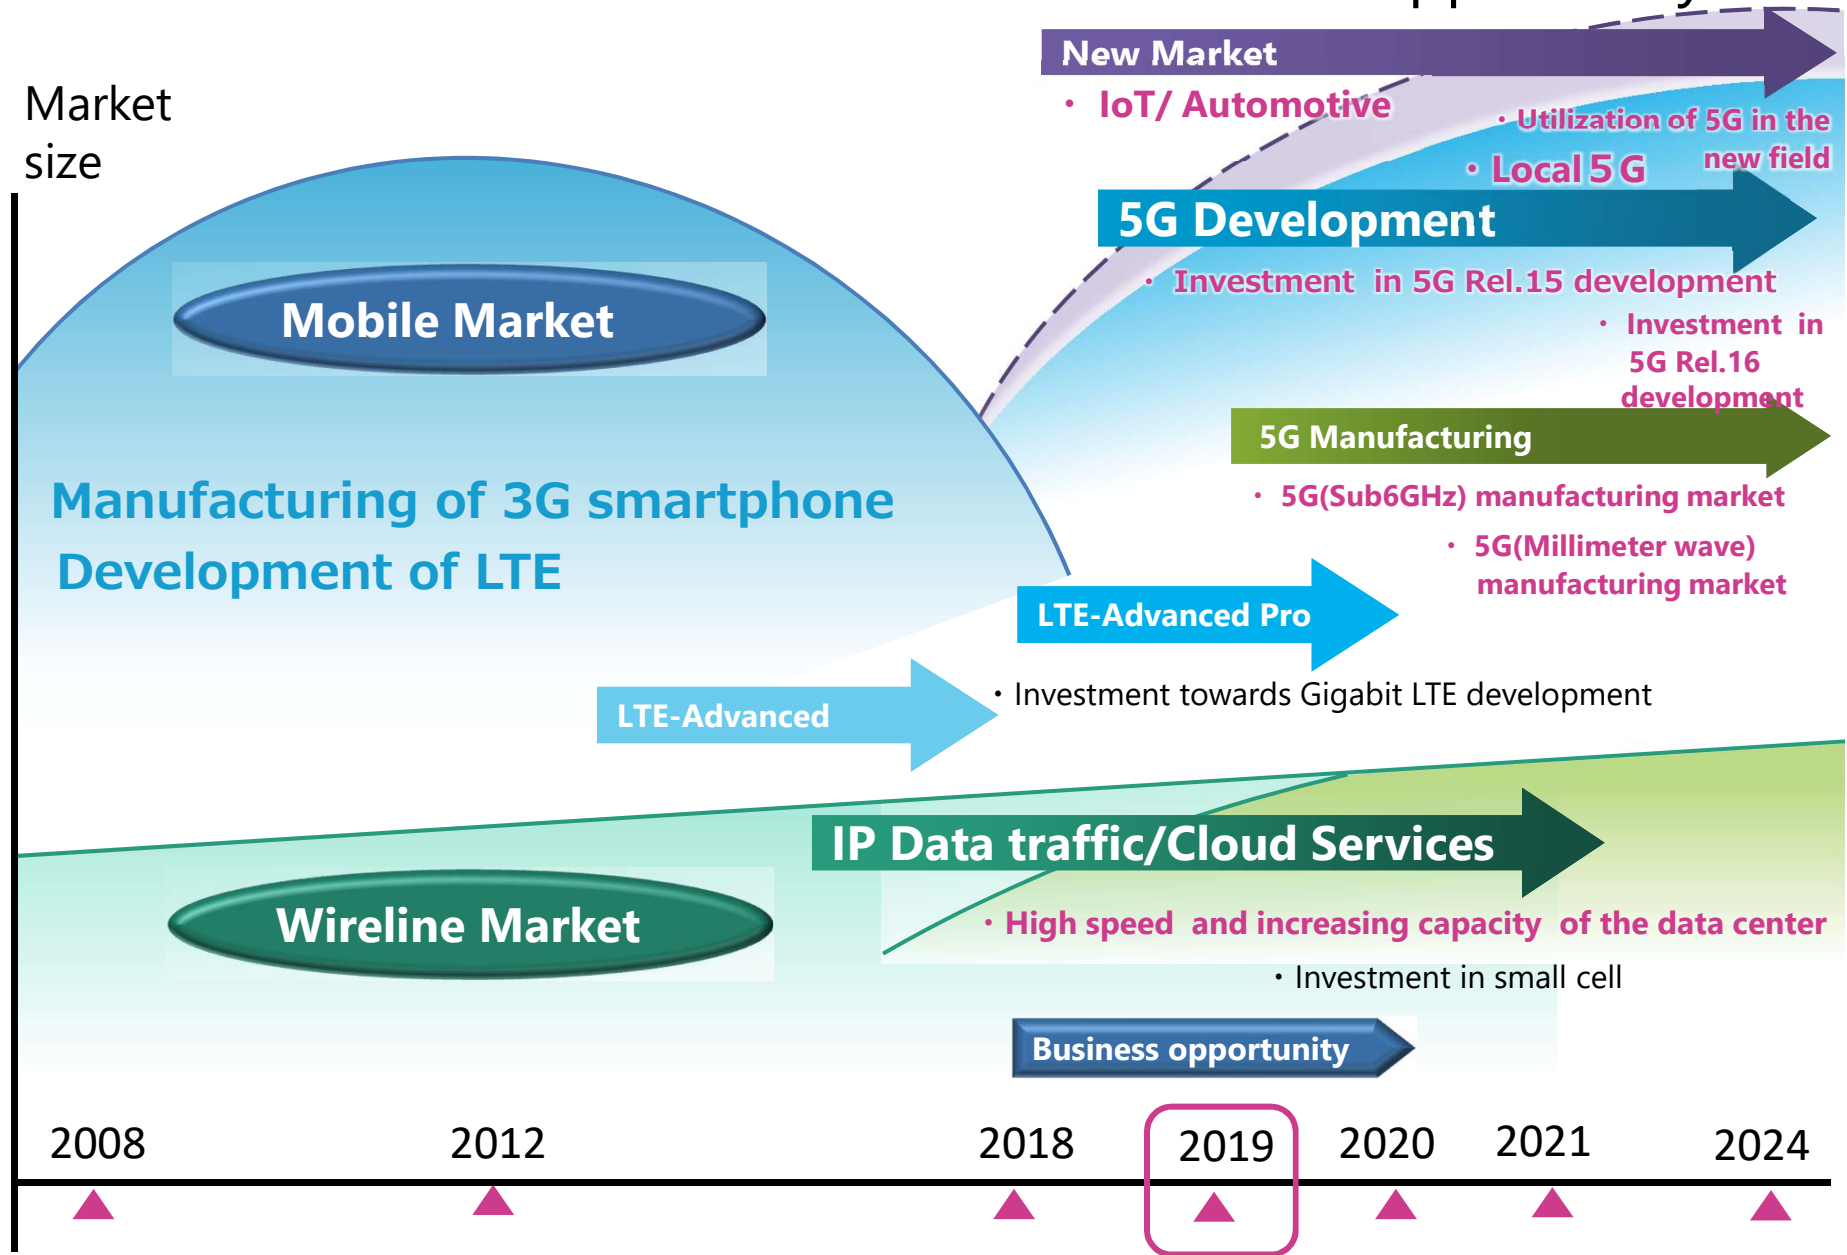 New Market
Market
size
・ IoT/ Automotive
・Utilization of 5G in the
new field
・Local5G
5G Development
・ Investment in 5G Rel.15 development
Mobile Market
・ Investment in
5G Rel.16
development
5G Manufacturing
Manufacturing of 3G smartphone
・ 5G(Sub6GHz) manufacturing market
・ 5G(Millimeter wave)
manufacturing market
Development of LTE
LTE-Advanced Pro
・Investment towards Gigabit LTE development
LTE-Advanced
IP Data traffic/Cloud Services
Wireline Market
・High speed and increasing capacity of the data center
・Investment in small cell
Business opportunity
2008 2012 2018 2019 2020 2021 2024